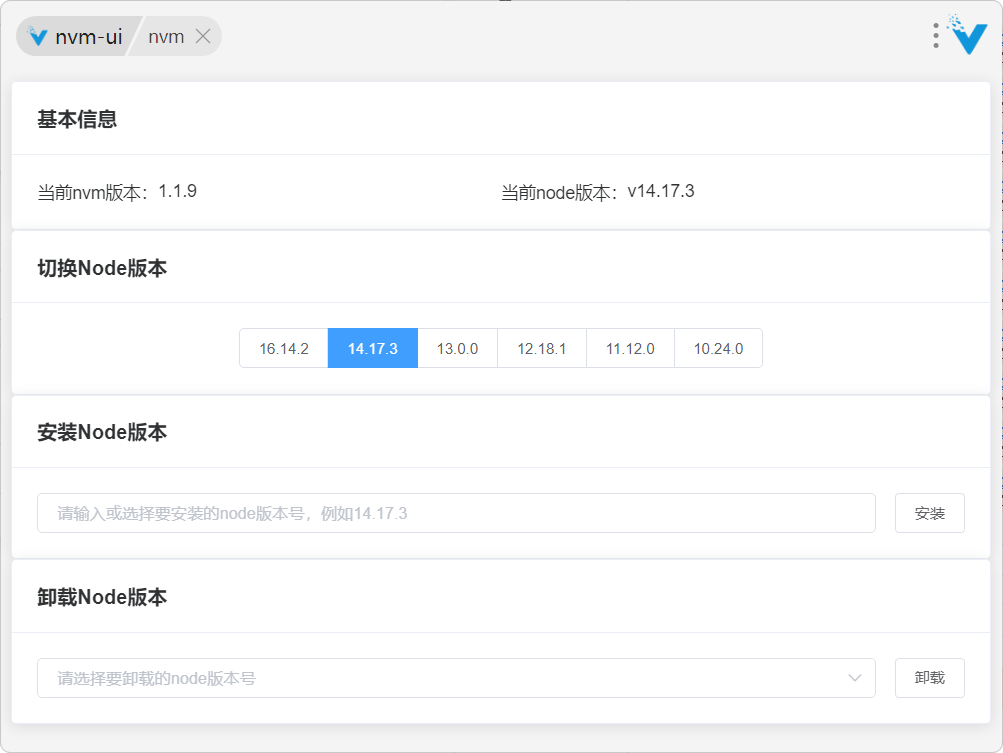 nvm-ui nvm
基本信息
当前nvm版本：1.1.9 当前node版本：v14.17.3
切换Node版本
16.14.2 14.17.3 13.0.0 12.18.1 11.12.0 10.24.0
安装Node版本
请输入或选择要安装的node版本号，例如14.17.3 安装
卸载Node版本
请选择要卸载的node版本号 卸载